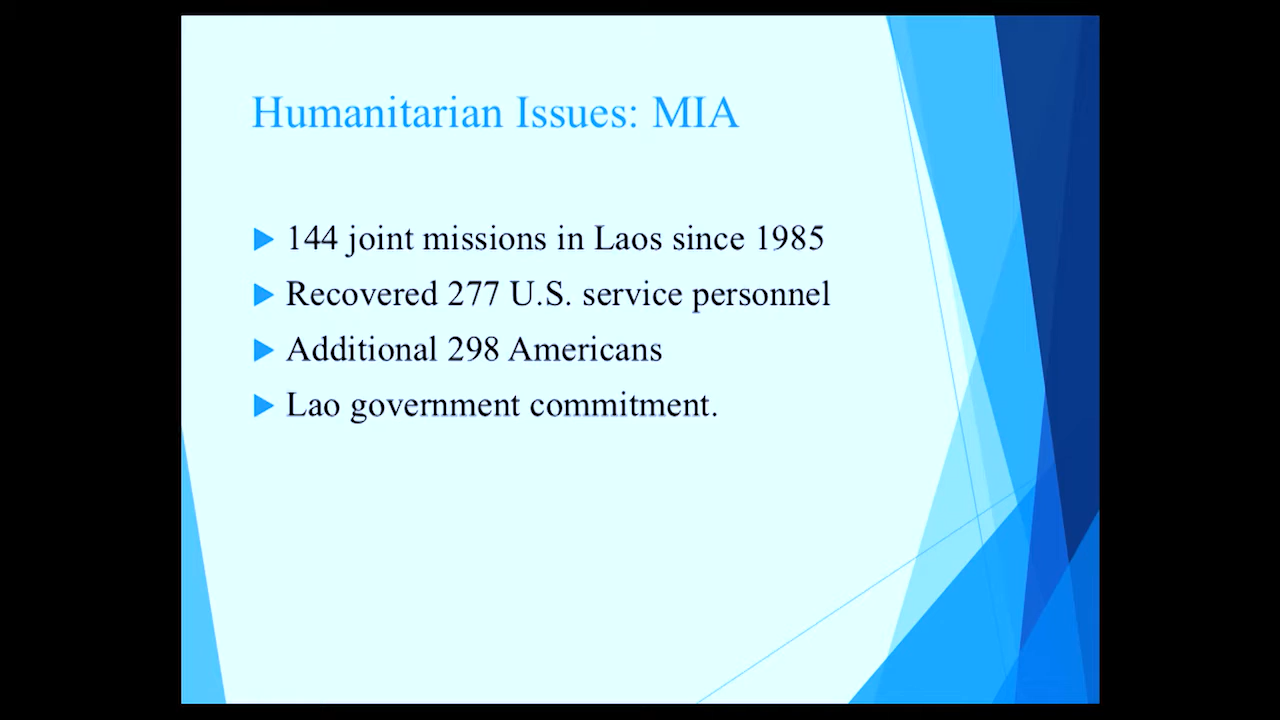 Humanitarian Issues: MIA
144 joint missions in Laos since 1985
Recovered 277 U.S. service personnel
Additional 298 Americans
Lao government commitment.